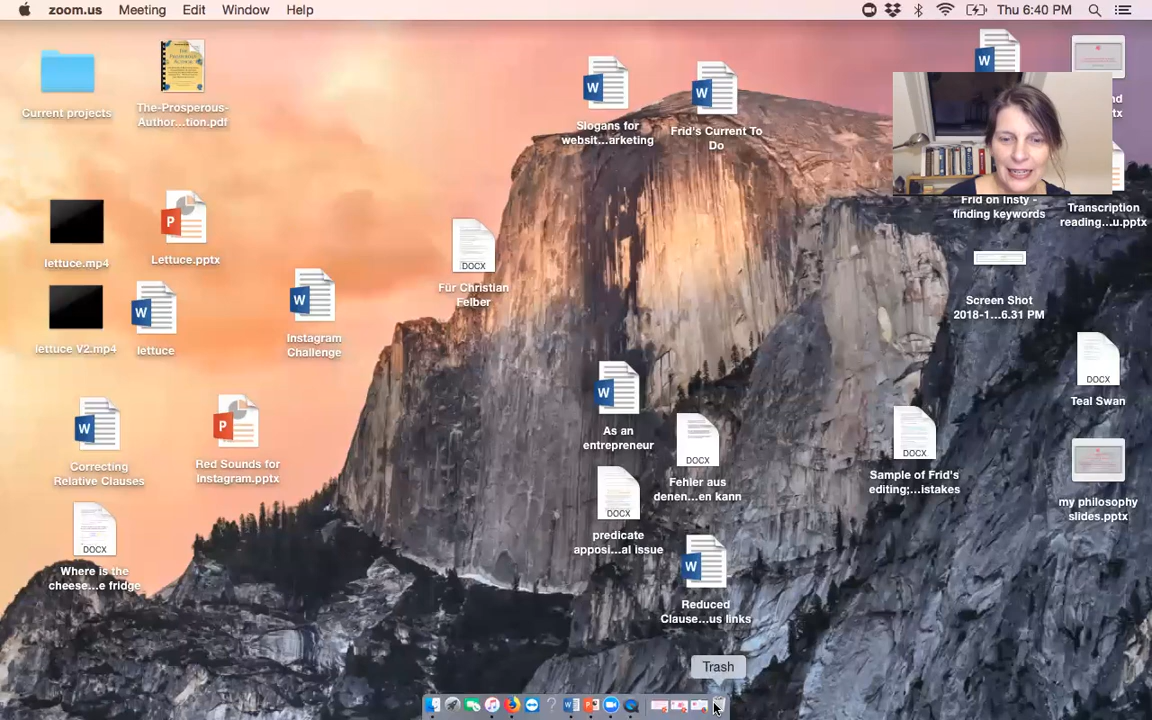 zoom.us Meeting Edit Window Help
Thu 6:40 PM
Current projects
The-Prosperous-
Author...tion.pdf
Slogans for
websit...arketing
Frid's Current To
Do
Frid on Insty -
finding keywords
Transcription
reading...u.pptx
lettuce.mp4
Lettuce.pptx
DOCX
Für Christian
Felber
Screen Shot
2018-1...6.31 PM
lettuce V2.mp4
lettuce
Instagram
Challenge
DOCX
Teal Swan
As an
entrepreneur
Correcting
Relative Clauses
Red Sounds for
Instagram.pptx
DOCX
Fehler aus
denen...en kann
DOCX
Sample of Frid's
editing;...istakes
my philosophy
slides.pptx
DOCX
predicate
apposi...al issue
DOCX
Where is the
cheese...e fridge
Reduced
Clause...us links
Trash